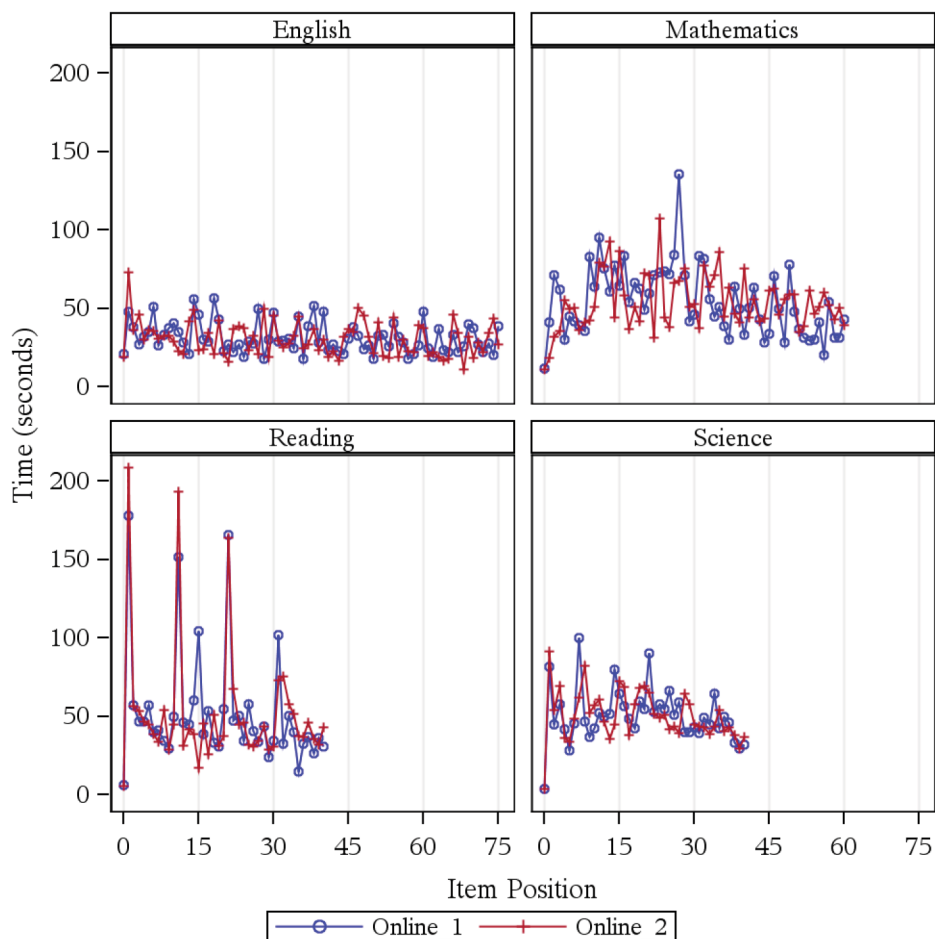 English
Mathematics
200
150
100
50
0
Reading
Science
200
150
100
50
0
Time (seconds)
0 15 30 45 60 75
0 15 30 45 60 75
Item Position
Online 1 Online 2